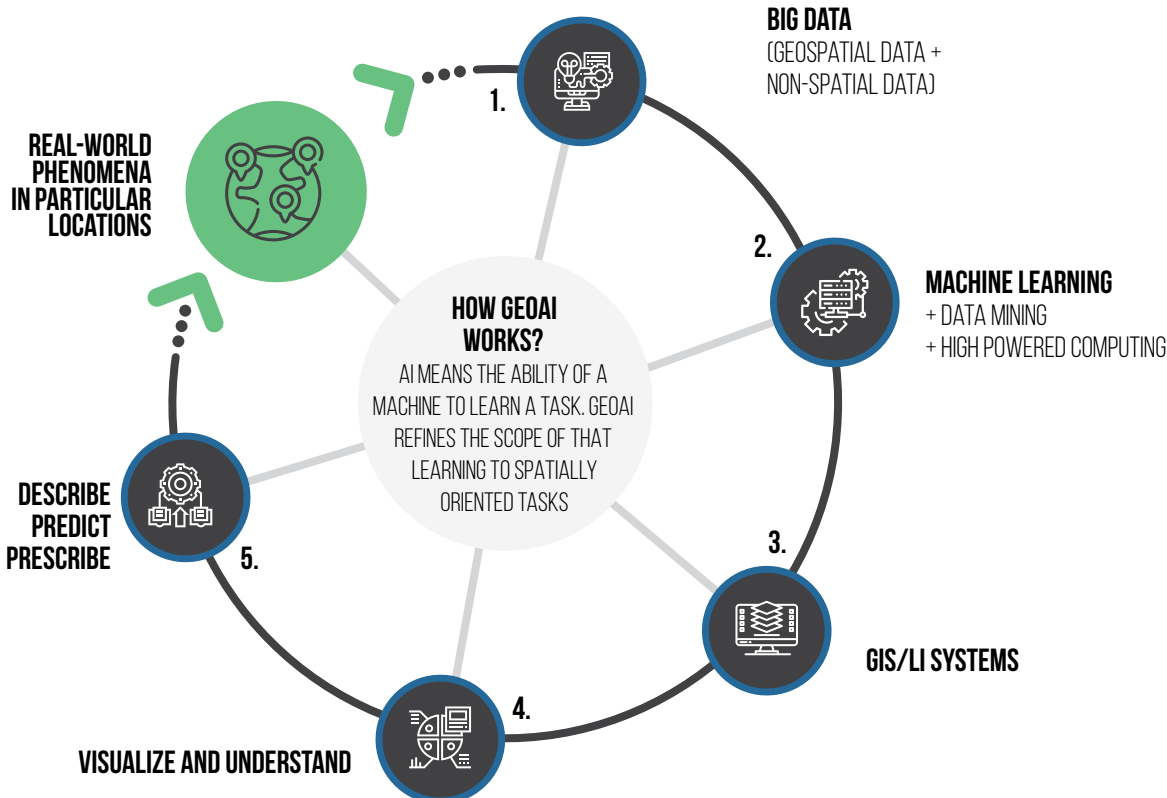 BIG DATA
(GEOSPATIAL DATA +
NON-SPATIAL DATA)
1.
REAL-WORLD
PHENOMENA
IN PARTICULAR
LOCATIONS
2.
MACHINE LEARNING
+ DATA MINING
+ HIGH POWERED COMPUTING
HOW GEOAI
WORKS?
AI MEANS THE ABILITY OF A
MACHINE TO LEARN A TASK. GEOAI
REFINES THE SCOPE OF THAT
LEARNING TO SPATIALLY
ORIENTED TASKS
3.
GIS/LI SYSTEMS
4.
VISUALIZE AND UNDERSTAND
5.
DESCRIBE
PREDICT
PRESCRIBE